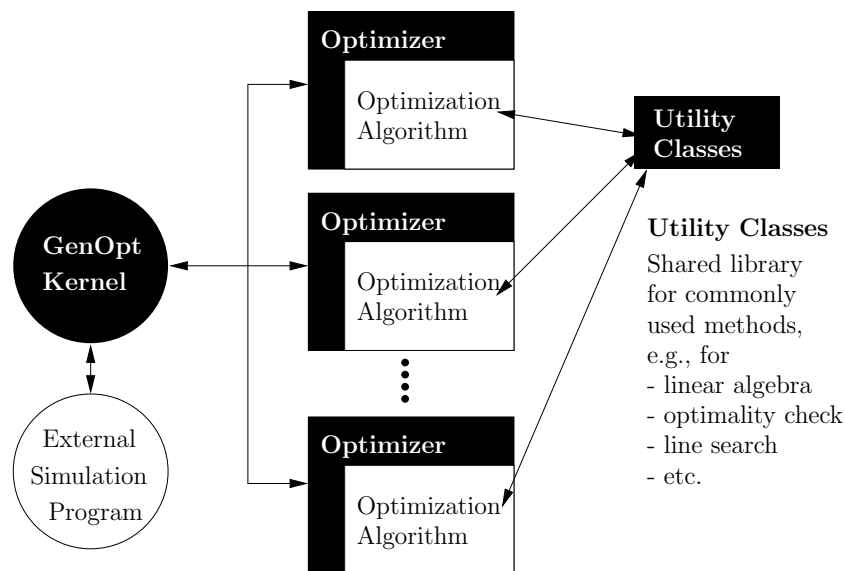 Optimizer
Optimization
Algorithm
Utility
Classes
GenOpt
Kernel
Optimizer
Optimization
Algorithm
Utility Classes
Shared library
for commonly
used methods,
e.g., for
- linear algebra
- optimality check
- line search
- etc.
External
Simulation
Program
Optimizer
Optimization
Algorithm